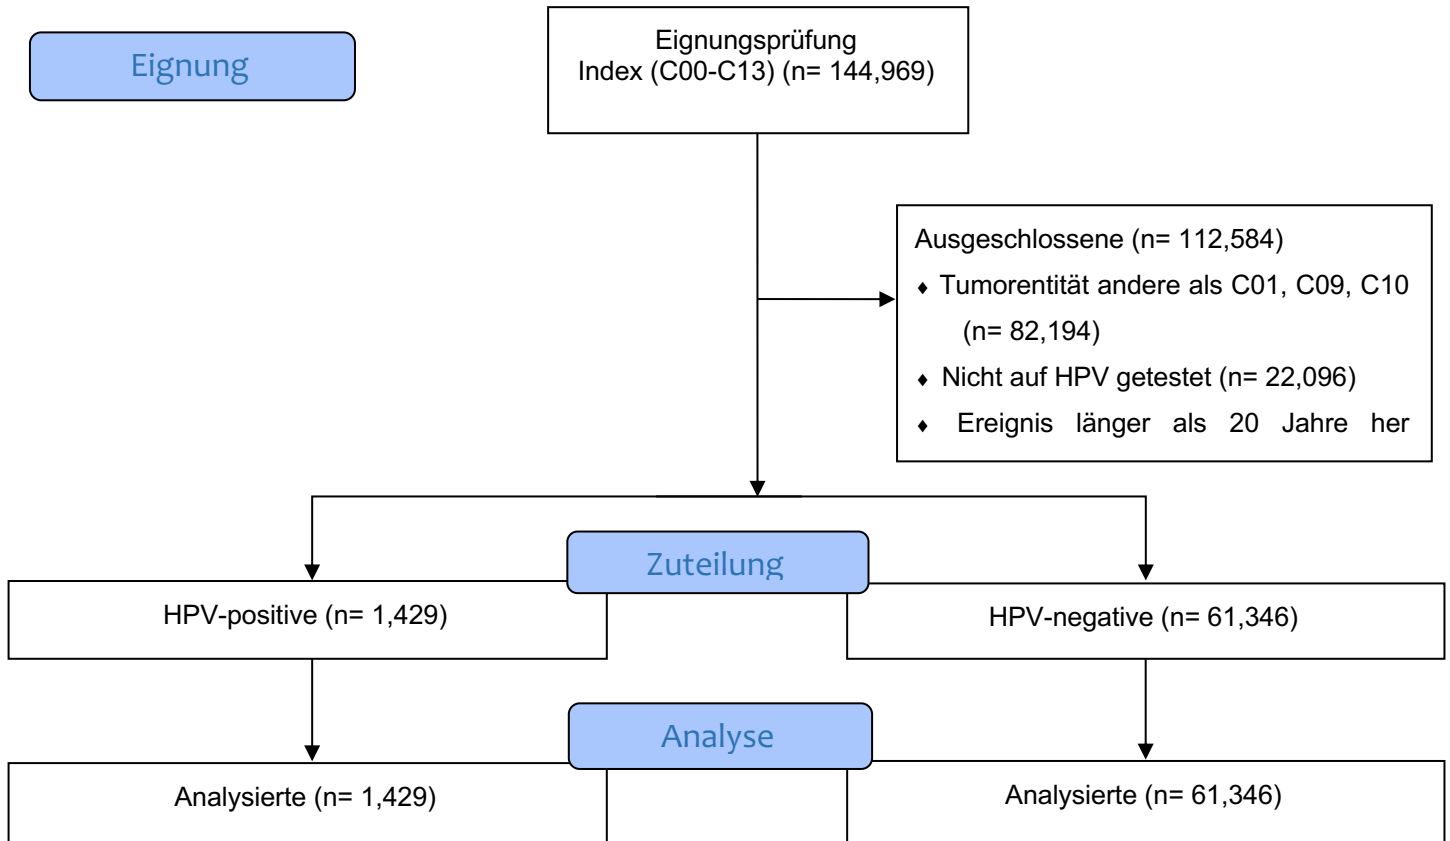 Eignung
Eignungsprüfung
Index (C00-C13) (n= 144,969)
Ausgeschlossene (n= 112,584)
⬧ Tumorentität andere als C01, C09, C10
(n= 82,194)
⬧ Nicht auf HPV getestet (n= 22,096)
⬧ Ereignis länger als 20 Jahre her
Zuteilung
HPV-positive (n= 1,429)
HPV-negative (n= 61,346)
Analyse
Analysierte (n= 1,429)
Analysierte (n= 61,346)